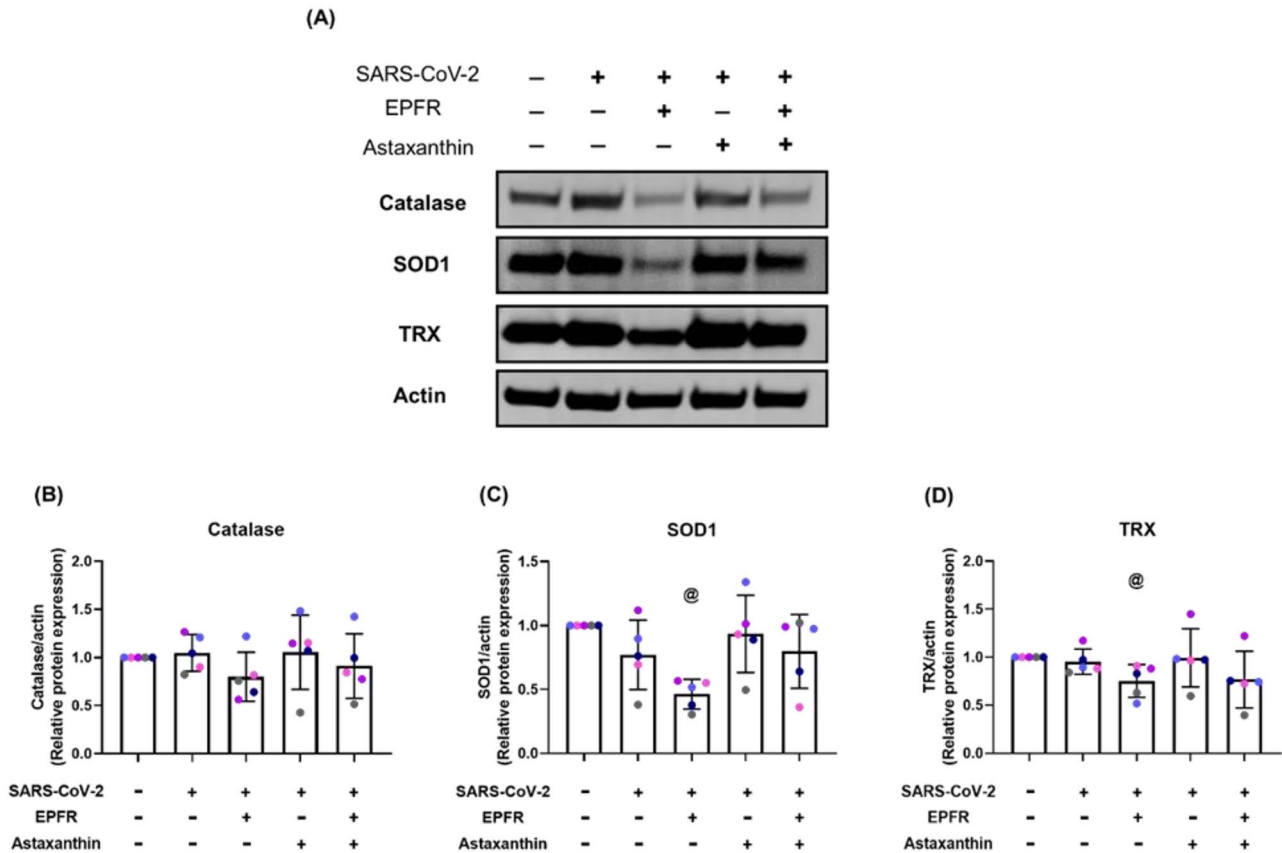 (A)
SARS-CoV-2 – + + + +
EPFR – – + – +
Astaxanthin – – – + +
Catalase
SOD1
TRX
Actin
(B)
Catalase
Catalase/actin
(Relative protein expression)
2.0
1.5
1.0
0.5
0.0
SARS-CoV-2 - + + + +
EPFR - - + - +
Astaxanthin - - - + +
(C)
SOD1
SOD1/actin
(Relative protein expression)
1.5
1.0
0.5
0.0
@
SARS-CoV-2 - + + + +
EPFR - - + - +
Astaxanthin - - - + +
(D)
TRX
TRX/actin
(Relative protein expression)
2.0
1.5
1.0
0.5
0.0
@
SARS-CoV-2 - + + + +
EPFR - - + - +
Astaxanthin - - - + +